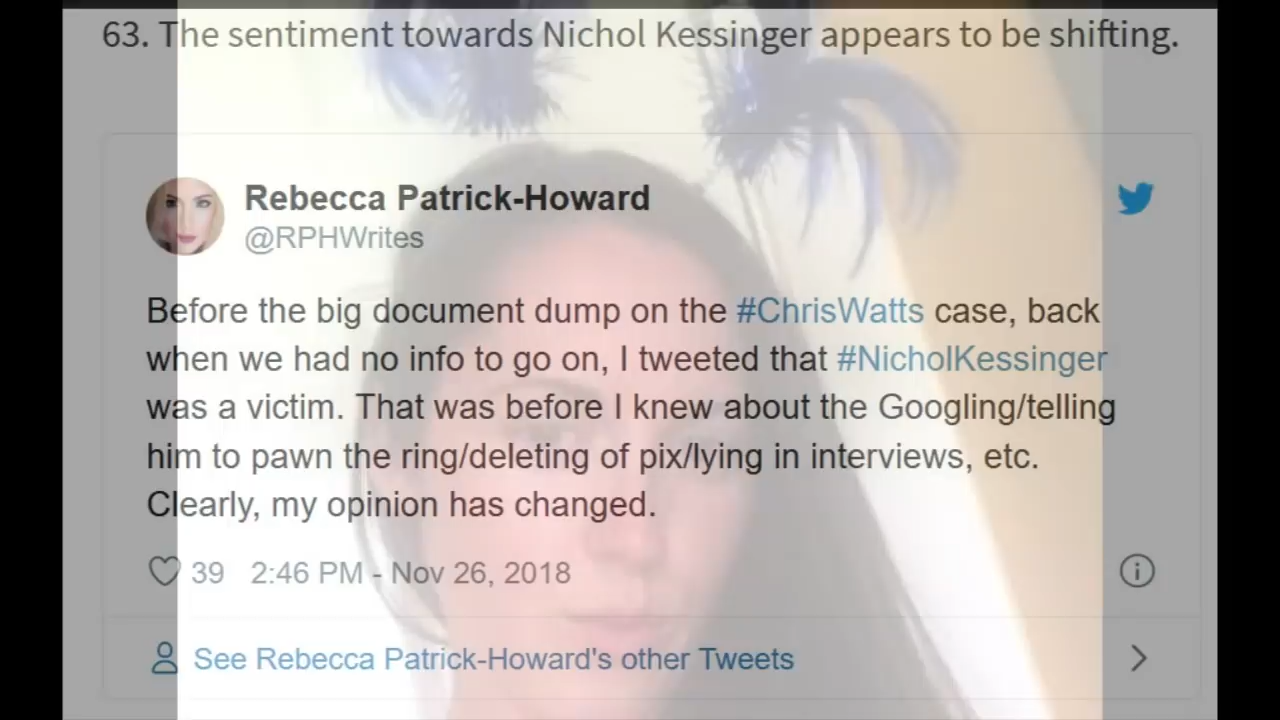 63. The sentiment towards Nichol Kessinger appears to be shifting.
Rebecca Patrick-Howard
@RPHWrites
Before the big document dump on the #ChrisWatts case, back
when we had no info to go on, I tweeted that #NicholKessinger
was a victim. That was before I knew about the Googling/telling
him to pawn the ring/deleting of pix/lying in interviews, etc.
Clearly, my opinion has changed.
39 2:46 PM - Nov 26, 2018
See Rebecca Patrick-Howard's other Tweets